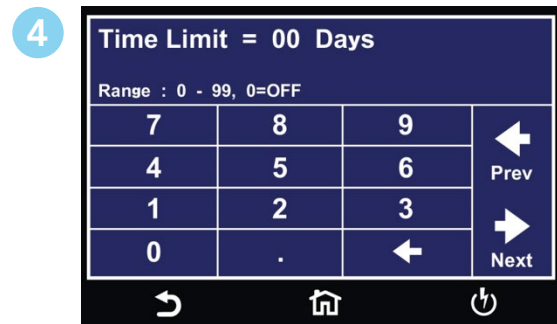 4
Time Limit = 00 Days
Range : 0 - 99, 0=OFF
7 8 9
4 5 6
Prev
1 2 3
0 .
Next